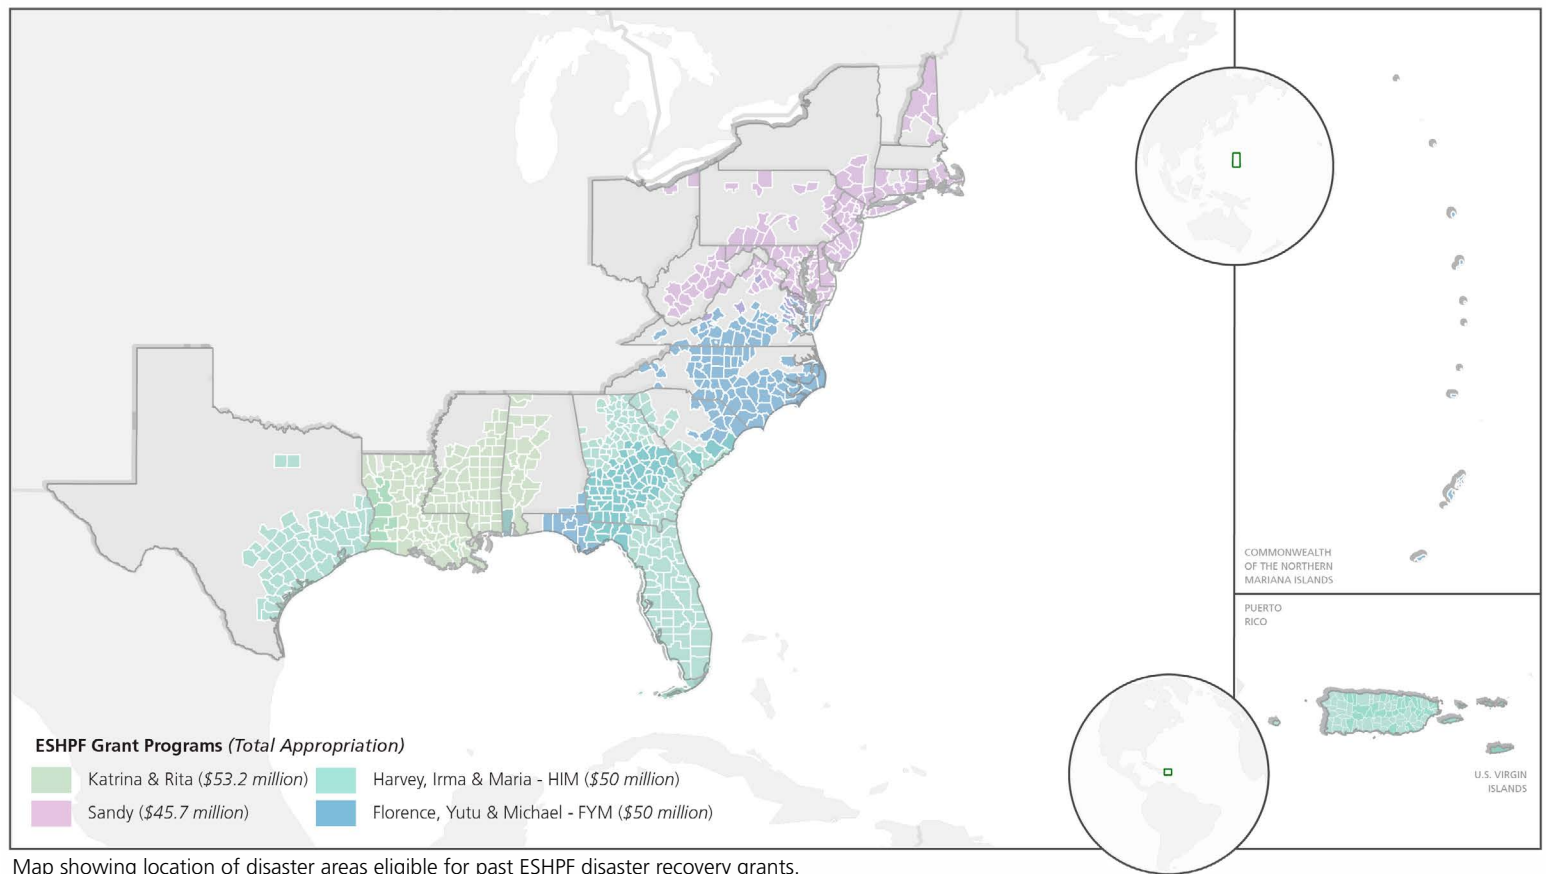 COMMONWEALTH
OF THE NORTHERN
MARIANA ISLANDS
PUERTO
RICO
U.S. VIRGIN
ISLANDS
ESHPF Grant Programs (Total Appropriation)
Katrina & Rita ($53.2 million)
Harvey, Irma & Maria - HIM ($50 million)
Sandy ($45.7 million)
Florence, Yutu & Michael - FYM ($50 million)
Map showing location of disaster areas eligible for past ESHPF disaster recovery grants.